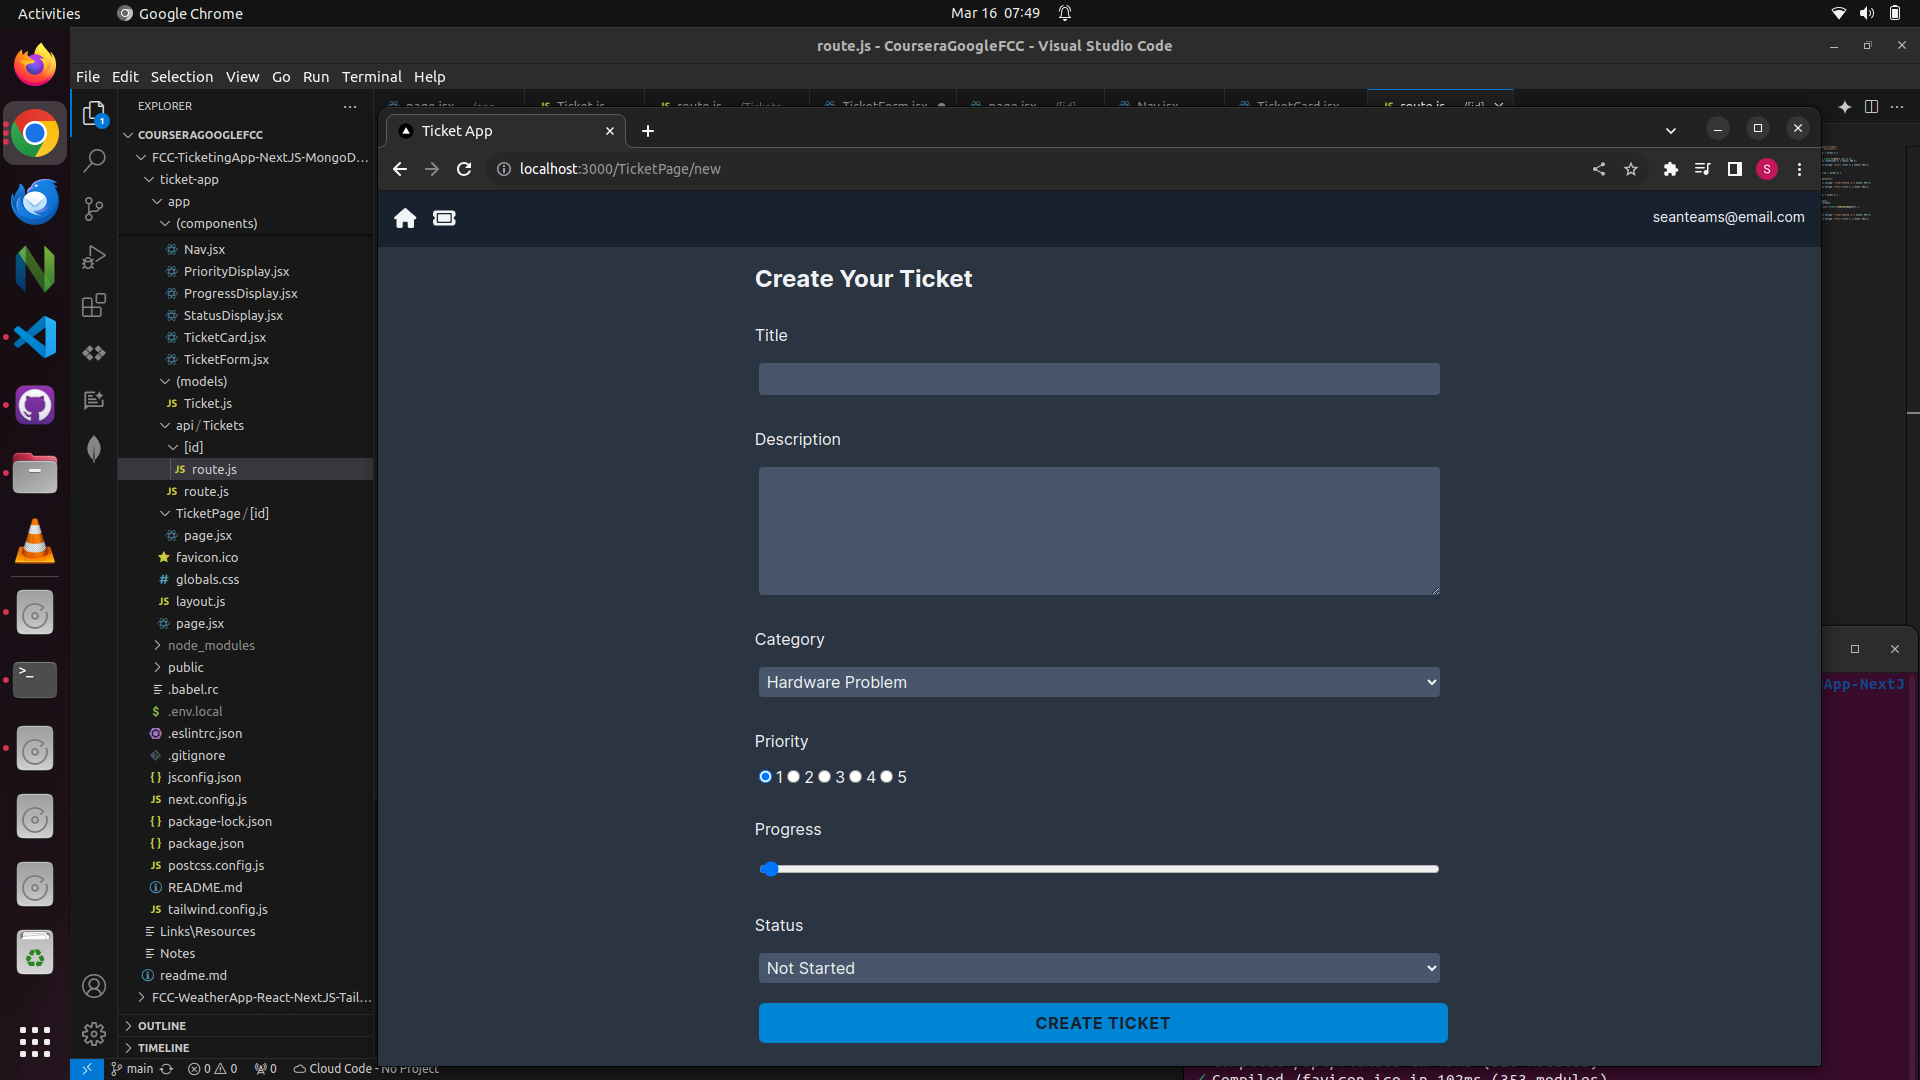 Activities
Google Chrome
Mar 16 07:49
route.js - CourseraGoogleFCC - Visual Studio Code
File Edit Selection View Go Run Terminal Help
EXPLORER
COURSERAGOOGLEFCC
FCC-TicketingApp-NextJS-MongoD...
ticket-app
app
(components)
Nav.jsx
PriorityDisplay.jsx
ProgressDisplay.jsx
StatusDisplay.jsx
TicketCard.jsx
TicketForm.jsx
(models)
JS Ticket.js
api/Tickets
[id]
JS route.js
JS route.js
TicketPage/[id]
page.jsx
favicon.ico
# globals.css
JS layout.js
page.jsx
node_modules
public
.babel.rc
$ .env.local
.eslintrc.json
.gitignore
{} jsconfig.json
JS next.config.js
{} package-lock.json
{} package.json
JS postcss.config.js
README.md
JS tailwind.config.js
Links\Resources
Notes
readme.md
FCC-WeatherApp-React-NextJS-Tail...
OUTLINE
TIMELINE
main 0 0 0 Cloud Code - No Project
Ticket App
localhost:3000/TicketPage/new
S
seanteams@email.com
Create Your Ticket
Title
Description
Category
Hardware Problem
Priority
1 2 3 4 5
Progress
Status
Not Started
CREATE TICKET
App-NextJ